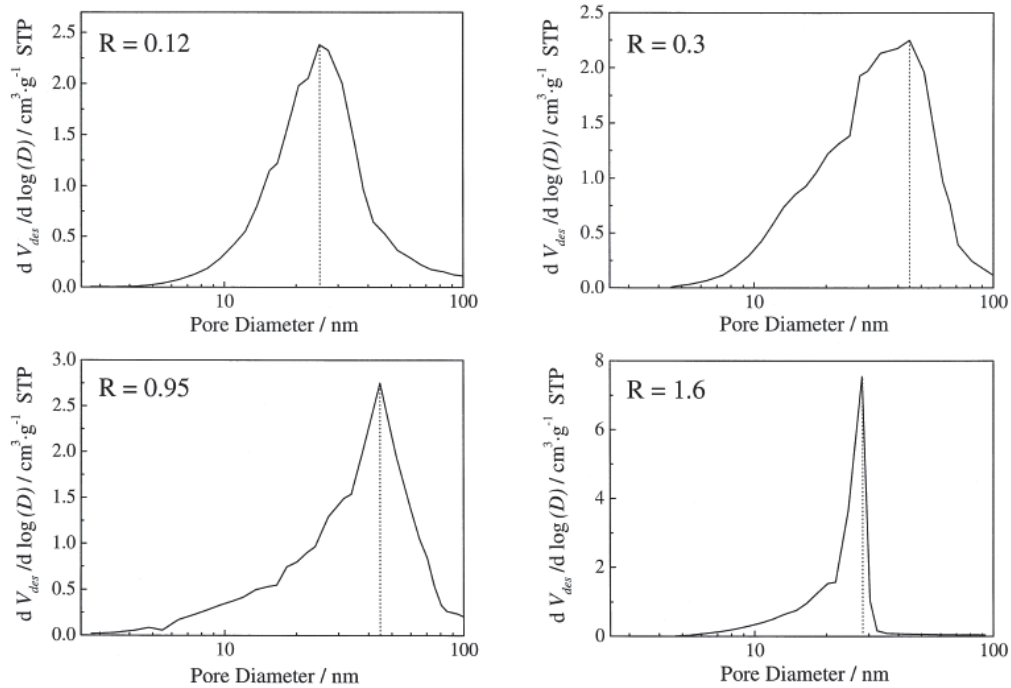 R = 0.12
d V_des /d log (D) / cm³·g⁻¹ STP
2.5
2.0
1.5
1.0
0.5
0.0
10
100
Pore Diameter / nm
R = 0.3
d V_des /d log (D) / cm³·g⁻¹ STP
2.5
2.0
1.5
1.0
0.5
0.0
10
100
Pore Diameter / nm
R = 0.95
d V_des /d log (D) / cm³·g⁻¹ STP
3.0
2.5
2.0
1.5
1.0
0.5
0.0
10
100
Pore Diameter / nm
R = 1.6
d V_des /d log (D) / cm³·g⁻¹ STP
8
6
4
2
0
10
100
Pore Diameter / nm